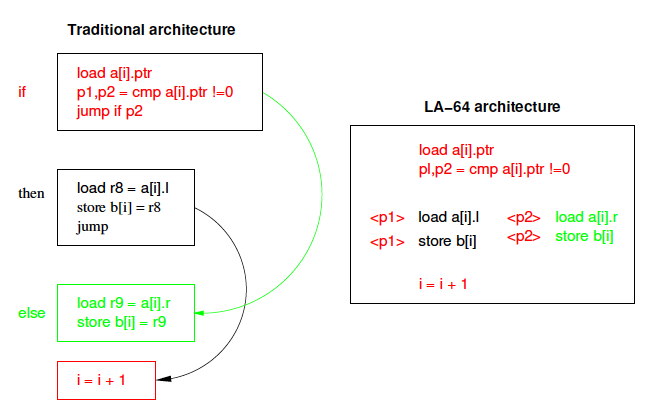 Traditional architecture
if
load a[i].ptr
p1,p2 = cmp a[i].ptr !=0
jump if p2
then
load r8 = a[i].l
store b[i] = r8
jump
else
load r9 = a[i].r
store b[i] = r9
i = i + 1
LA-64 architecture
load a[i].ptr
pl,p2 = cmp a[i].ptr !=0
<p1> load a[i].l <p2> load a[i].r
<p1> store b[i] <p2> store b[i]
i = i + 1